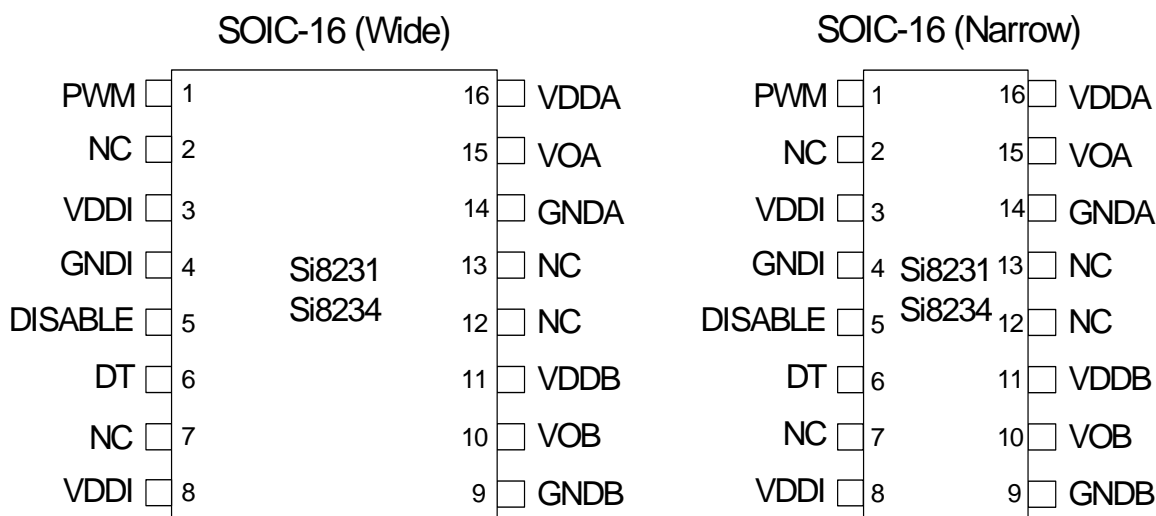 SOIC-16 (Wide)
PWM 1 16 VDDA
NC 2 15 VOA
VDDI 3 14 GNDA
GNDI 4 Si8231 13 NC
DISABLE 5 Si8234 12 NC
DT 6 11 VDDB
NC 7 10 VOB
VDDI 8 9 GNDB
SOIC-16 (Narrow)
PWM 1 16 VDDA
NC 2 15 VOA
VDDI 3 14 GNDA
GNDI 4 Si8231 13 NC
DISABLE 5 Si8234 12 NC
DT 6 11 VDDB
NC 7 10 VOB
VDDI 8 9 GNDB